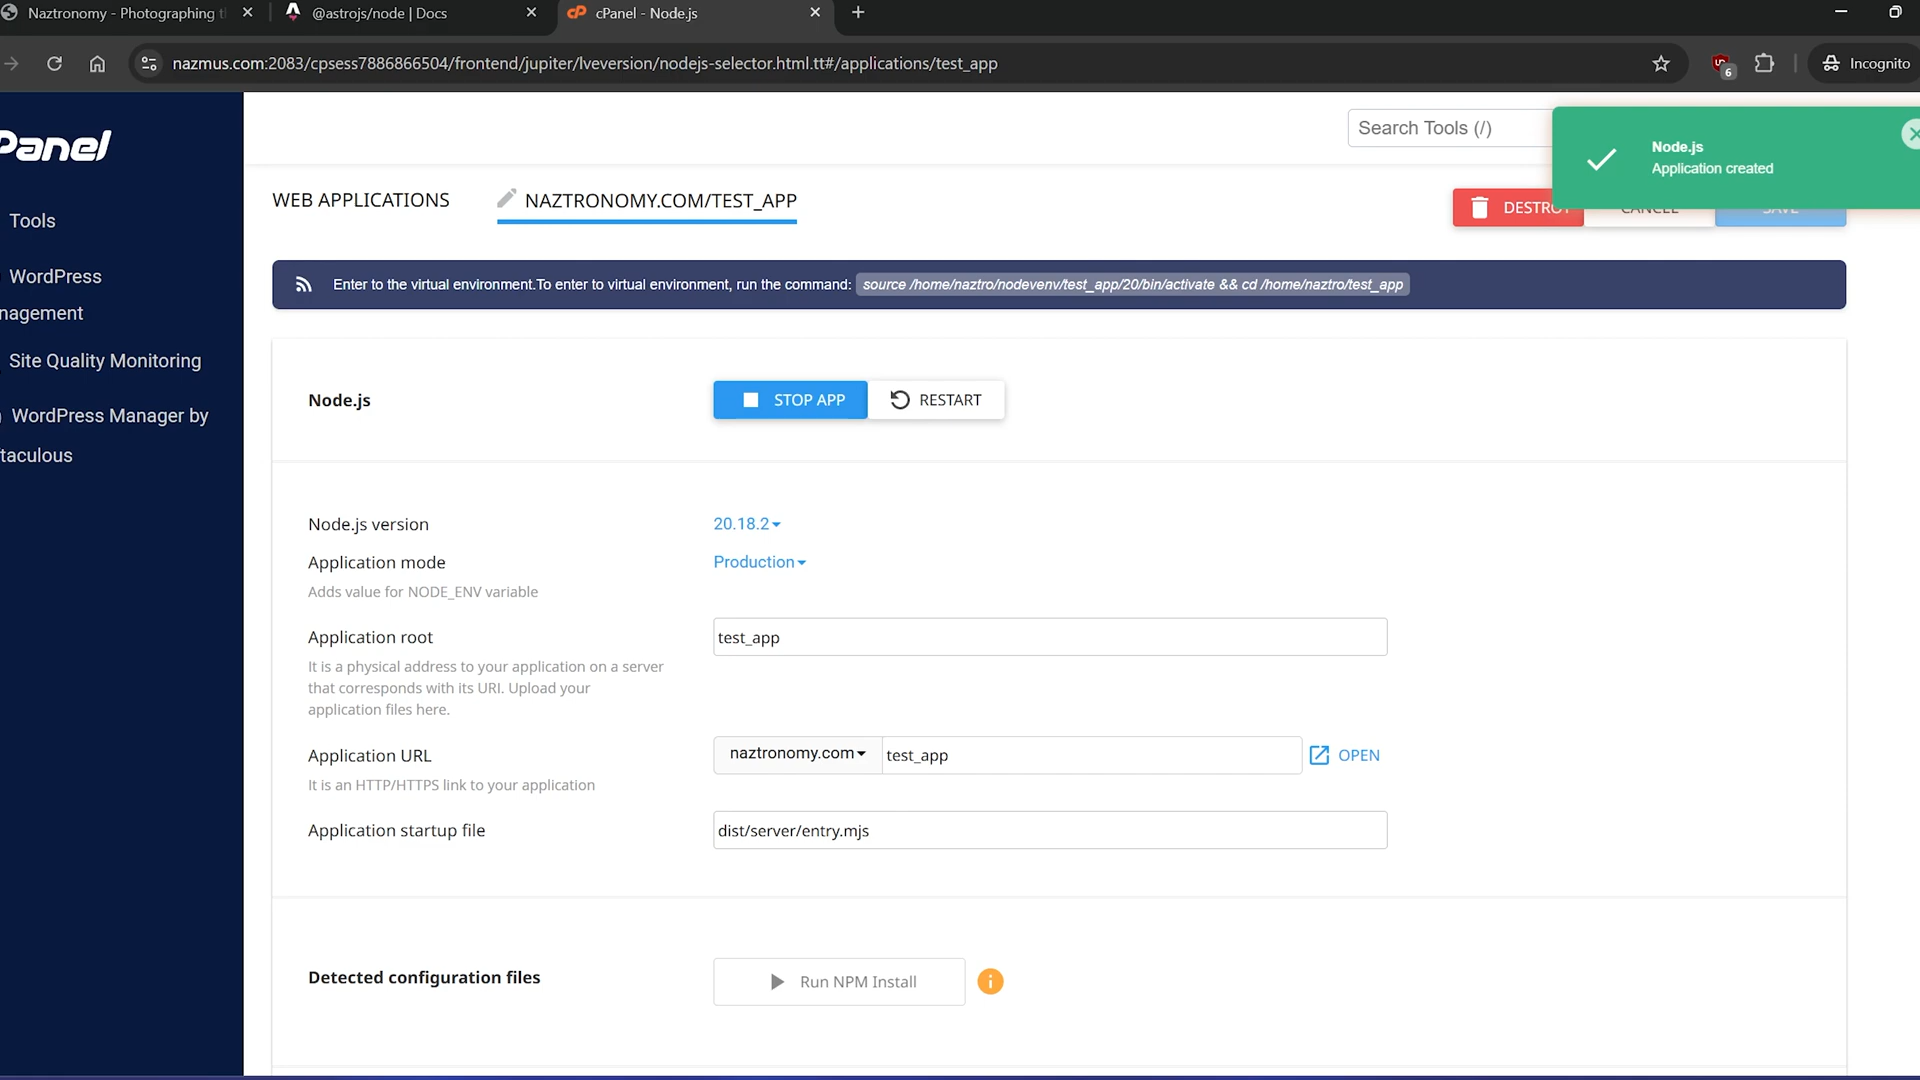 Naztronomy - Photographing t
@astrojs/node | Docs
cPanel - Node.js
nazmus.com:2083/cpsess7886866504/frontend/jupiter/lveversion/nodejs-selector.html.tt#/applications/test_app
6
Incognito
Panel
Search Tools (/)
Node.js
Application created
WEB APPLICATIONS
NAZTRONOMY.COM/TEST_APP
DESTROY
CANCEL
SAVE
Tools
WordPress
nagement
Site Quality Monitoring
WordPress Manager by
taculous
Enter to the virtual environment.To enter to virtual environment, run the command: source /home/naztro/nodevenv/test_app/20/bin/activate && cd /home/naztro/test_app
Node.js
STOP APP
RESTART
Node.js version
20.18.2
Application mode
Production
Adds value for NODE_ENV variable
Application root
test_app
It is a physical address to your application on a server
that corresponds with its URI. Upload your
application files here.
Application URL
naztronomy.com
test_app
OPEN
It is an HTTP/HTTPS link to your application
Application startup file
dist/server/entry.mjs
Detected configuration files
Run NPM Install